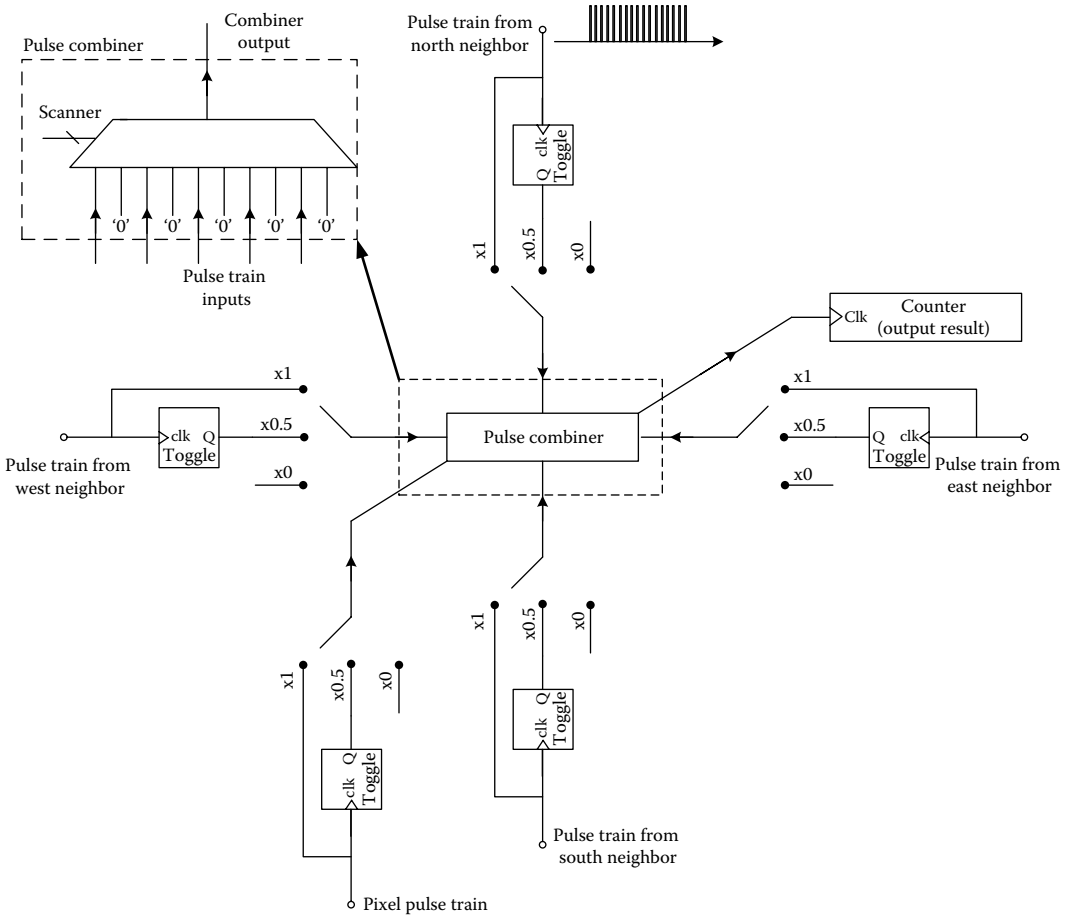 Combiner
output
Pulse combiner
Scanner
‘0’ ‘0’ ‘0’ ‘0’ ‘0’
Pulse train
inputs
Pulse train from
north neighbor
clk
Q
Toggle
x1
x0.5
x0
Clk
Counter
(output result)
x1
clk Q
Toggle
x0.5
x0
Pulse train from
west neighbor
Pulse combiner
x1
x0.5
Q clk
Toggle
x0
Pulse train from
east neighbor
x1
x0.5
x0
Q
clk
Toggle
Pulse train from
south neighbor
x1
x0.5
x0
Q
clk
Toggle
Pixel pulse train